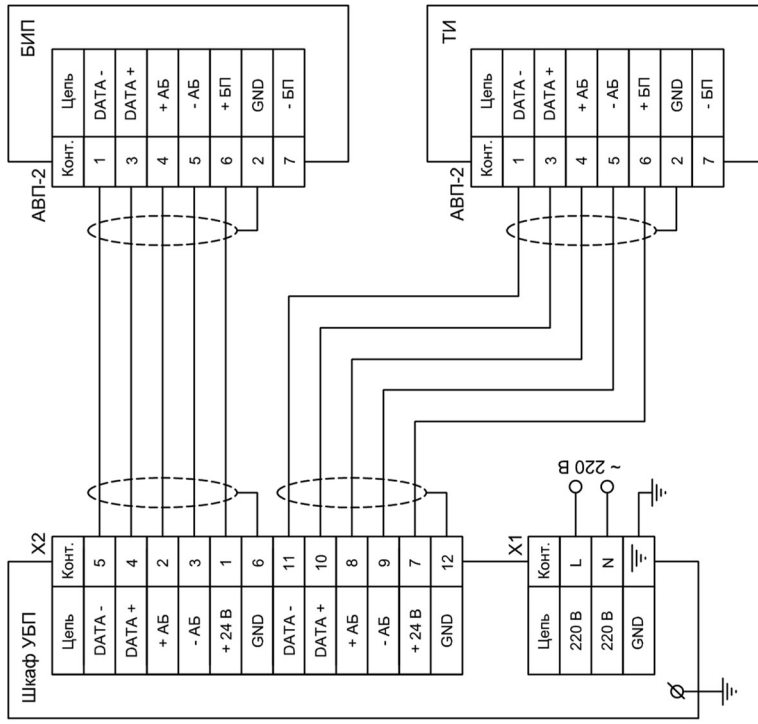 Шкаф УБП
X2
Цепь Конт.
DATA - 5
DATA + 4
+ АБ 2
- АБ 3
+ 24 В 1
GND 6
DATA - 11
DATA + 10
+ АБ 8
- АБ 9
+ 24 В 7
GND 12
X1
Цепь Конт.
220 В L
220 В N
GND
~ 220 В
АВП-2
БИП
Конт. Цепь
1 DATA -
3 DATA +
4 + АБ
5 - АБ
6 + БП
2 GND
7 - БП
АВП-2
ТИ
Конт. Цепь
1 DATA -
3 DATA +
4 + АБ
5 - АБ
6 + БП
2 GND
7 - БП